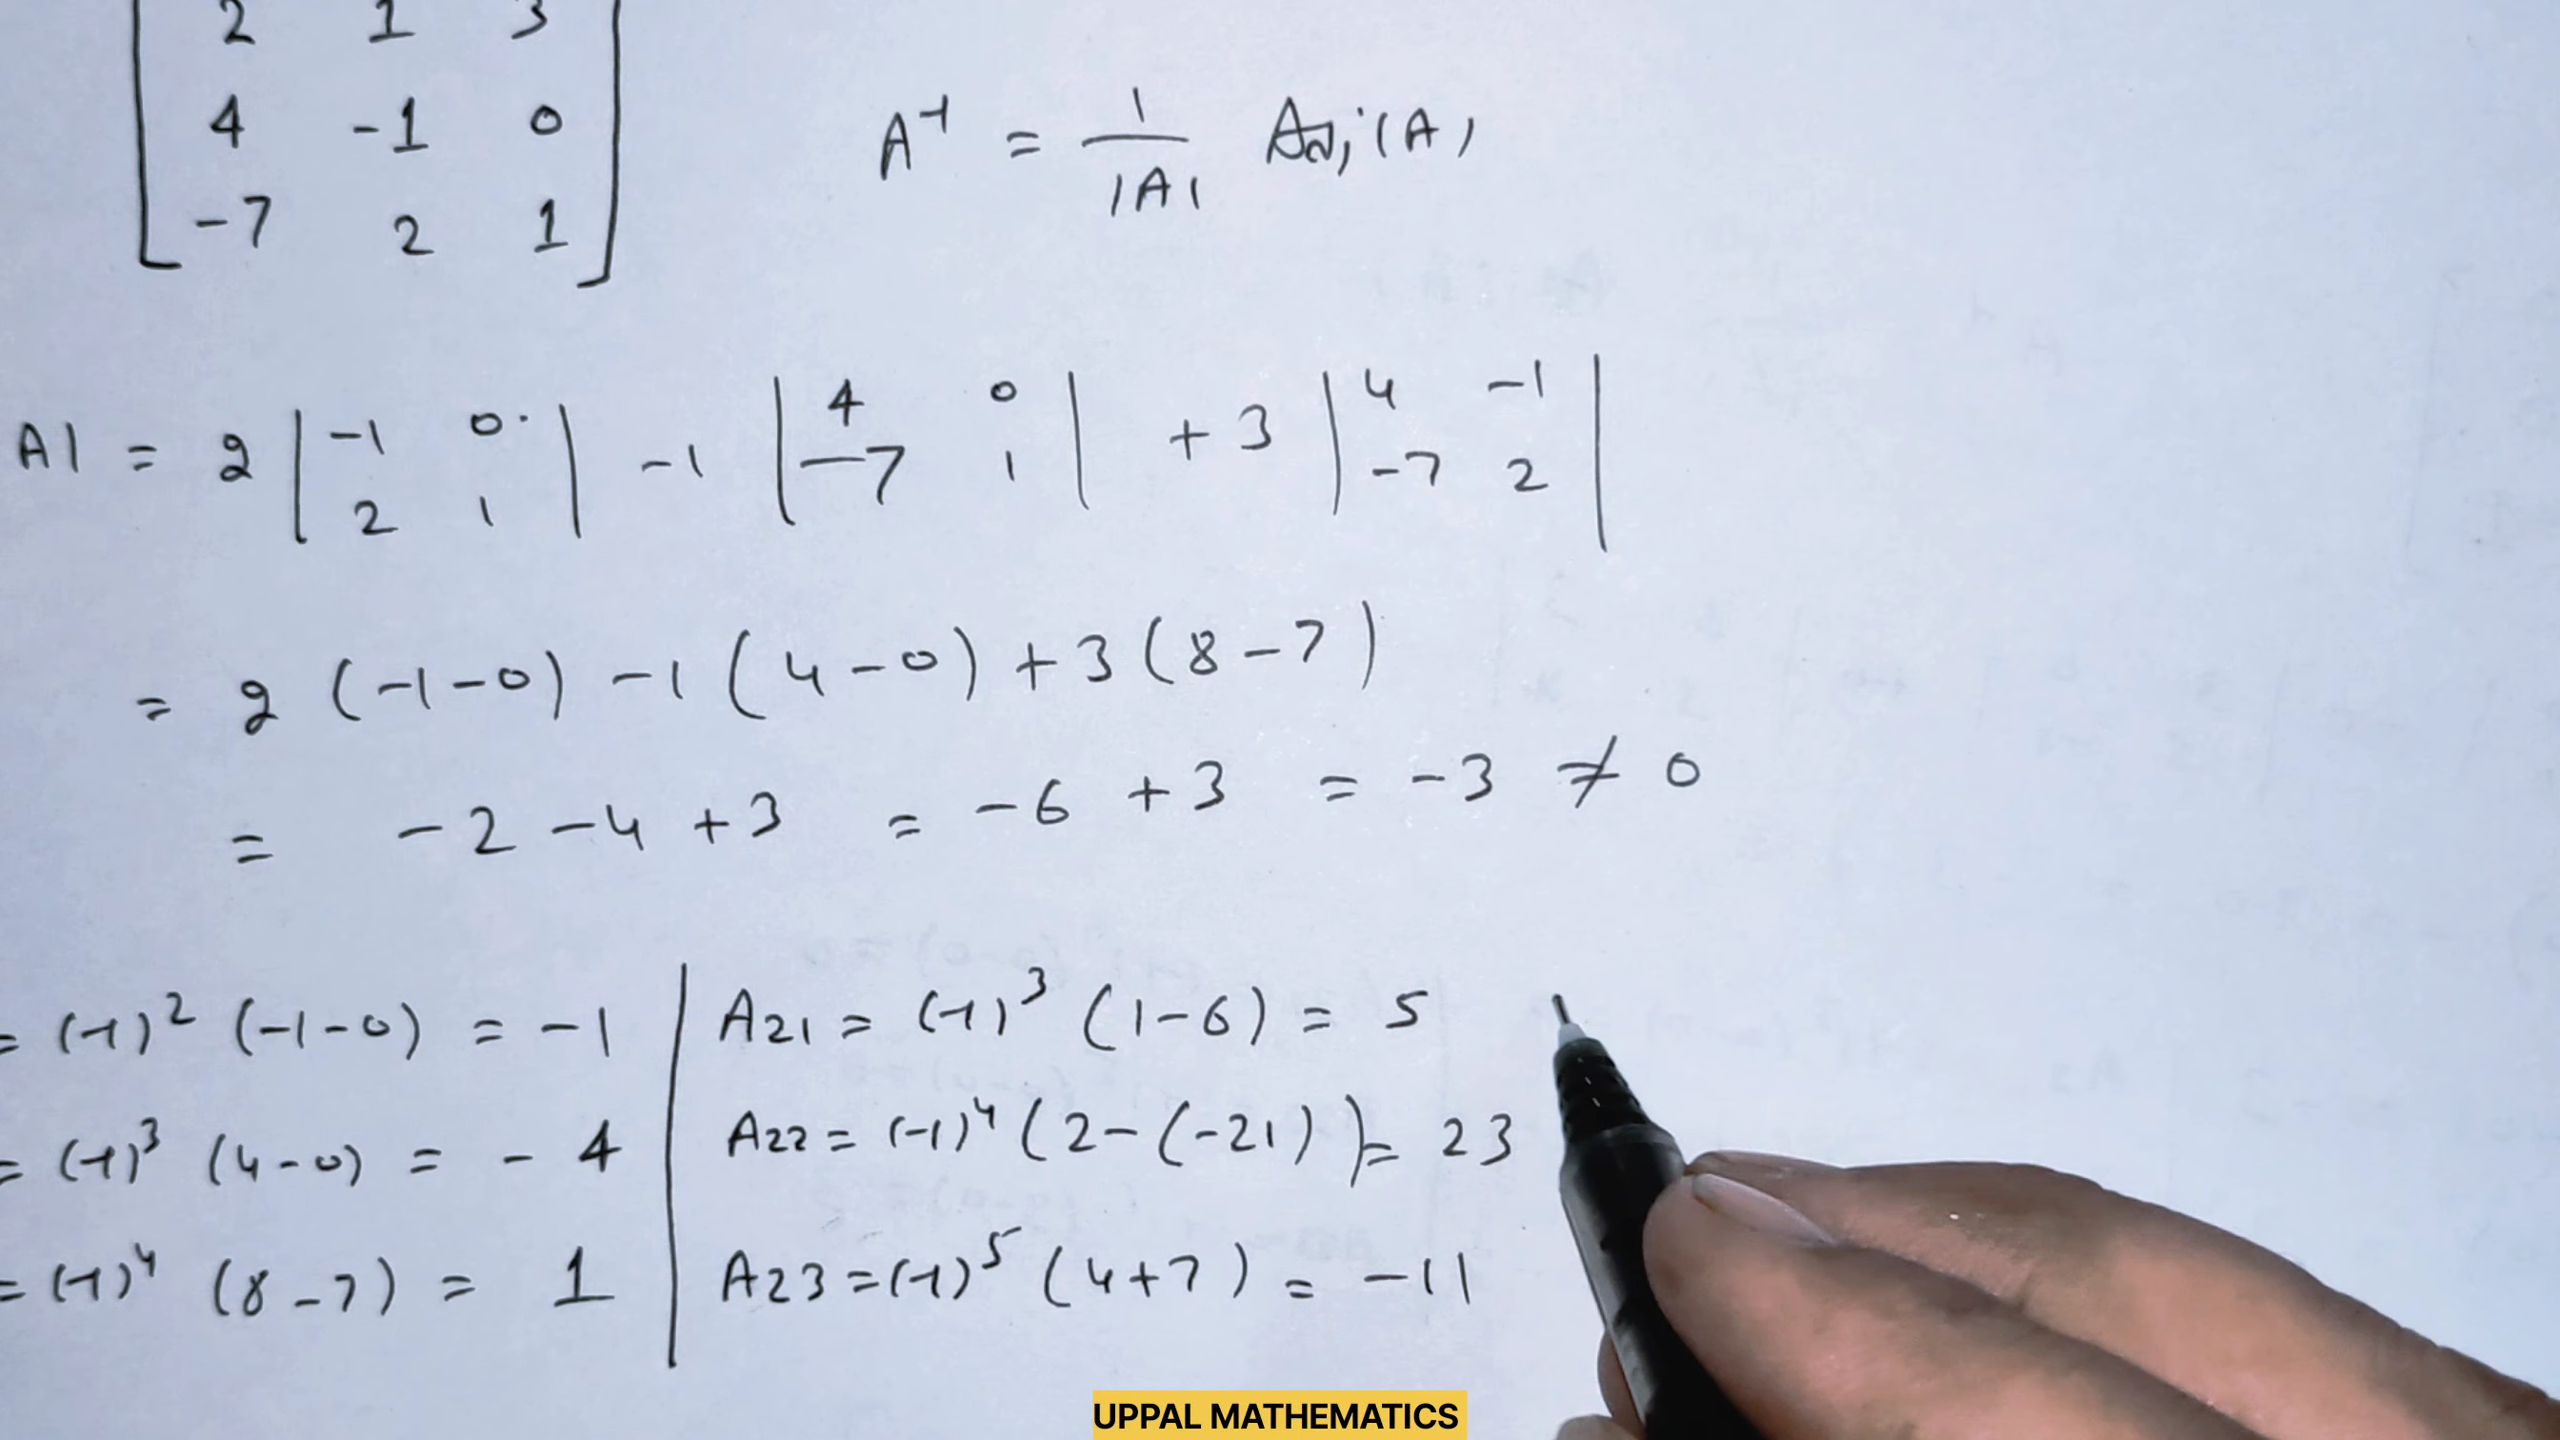 2 1 3
4 -1 0
-7 2 1
A⁻¹ = 1/|A| Adj(A)
A| = 2 | -1 0 | -1 | 4 0 | + 3 | 4 -1 |
2 1 -7 1 -7 2
= 2 (-1-0) -1 (4-0) + 3 (8-7)
= -2 -4 +3 = -6 +3 = -3 ≠ 0
= (-1)² (-1-0) = -1
= (-1)³ (4-0) = -4
= (-1)⁴ (8-7) = 1
A21 = (-1)³ (1-6) = 5
A22 = (-1)⁴ (2-(-21)) = 23
A23 = (-1)⁵ (4+7) = -11
UPPAL MATHEMATICS